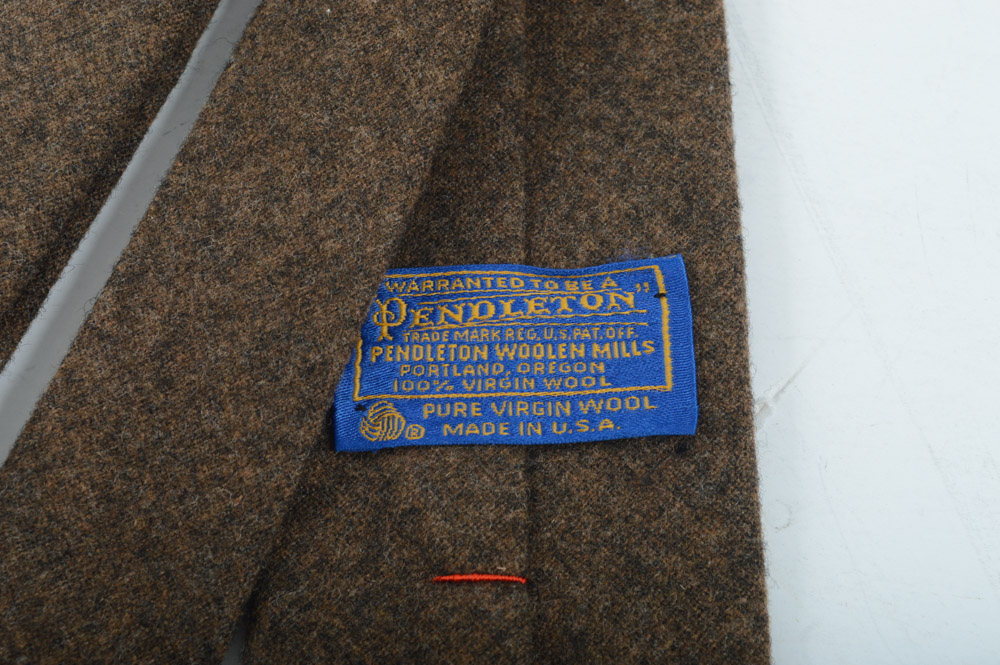 WARRANTED TO BE A
PENDLETON"
TRADE MARK REG. U.S. PAT. OFF
PENDLETON WOOLEN MILLS
PORTLAND, OREGON
100% VIRGIN WOOL
PURE VIRGIN WOOL
® MADE IN U.S.A.